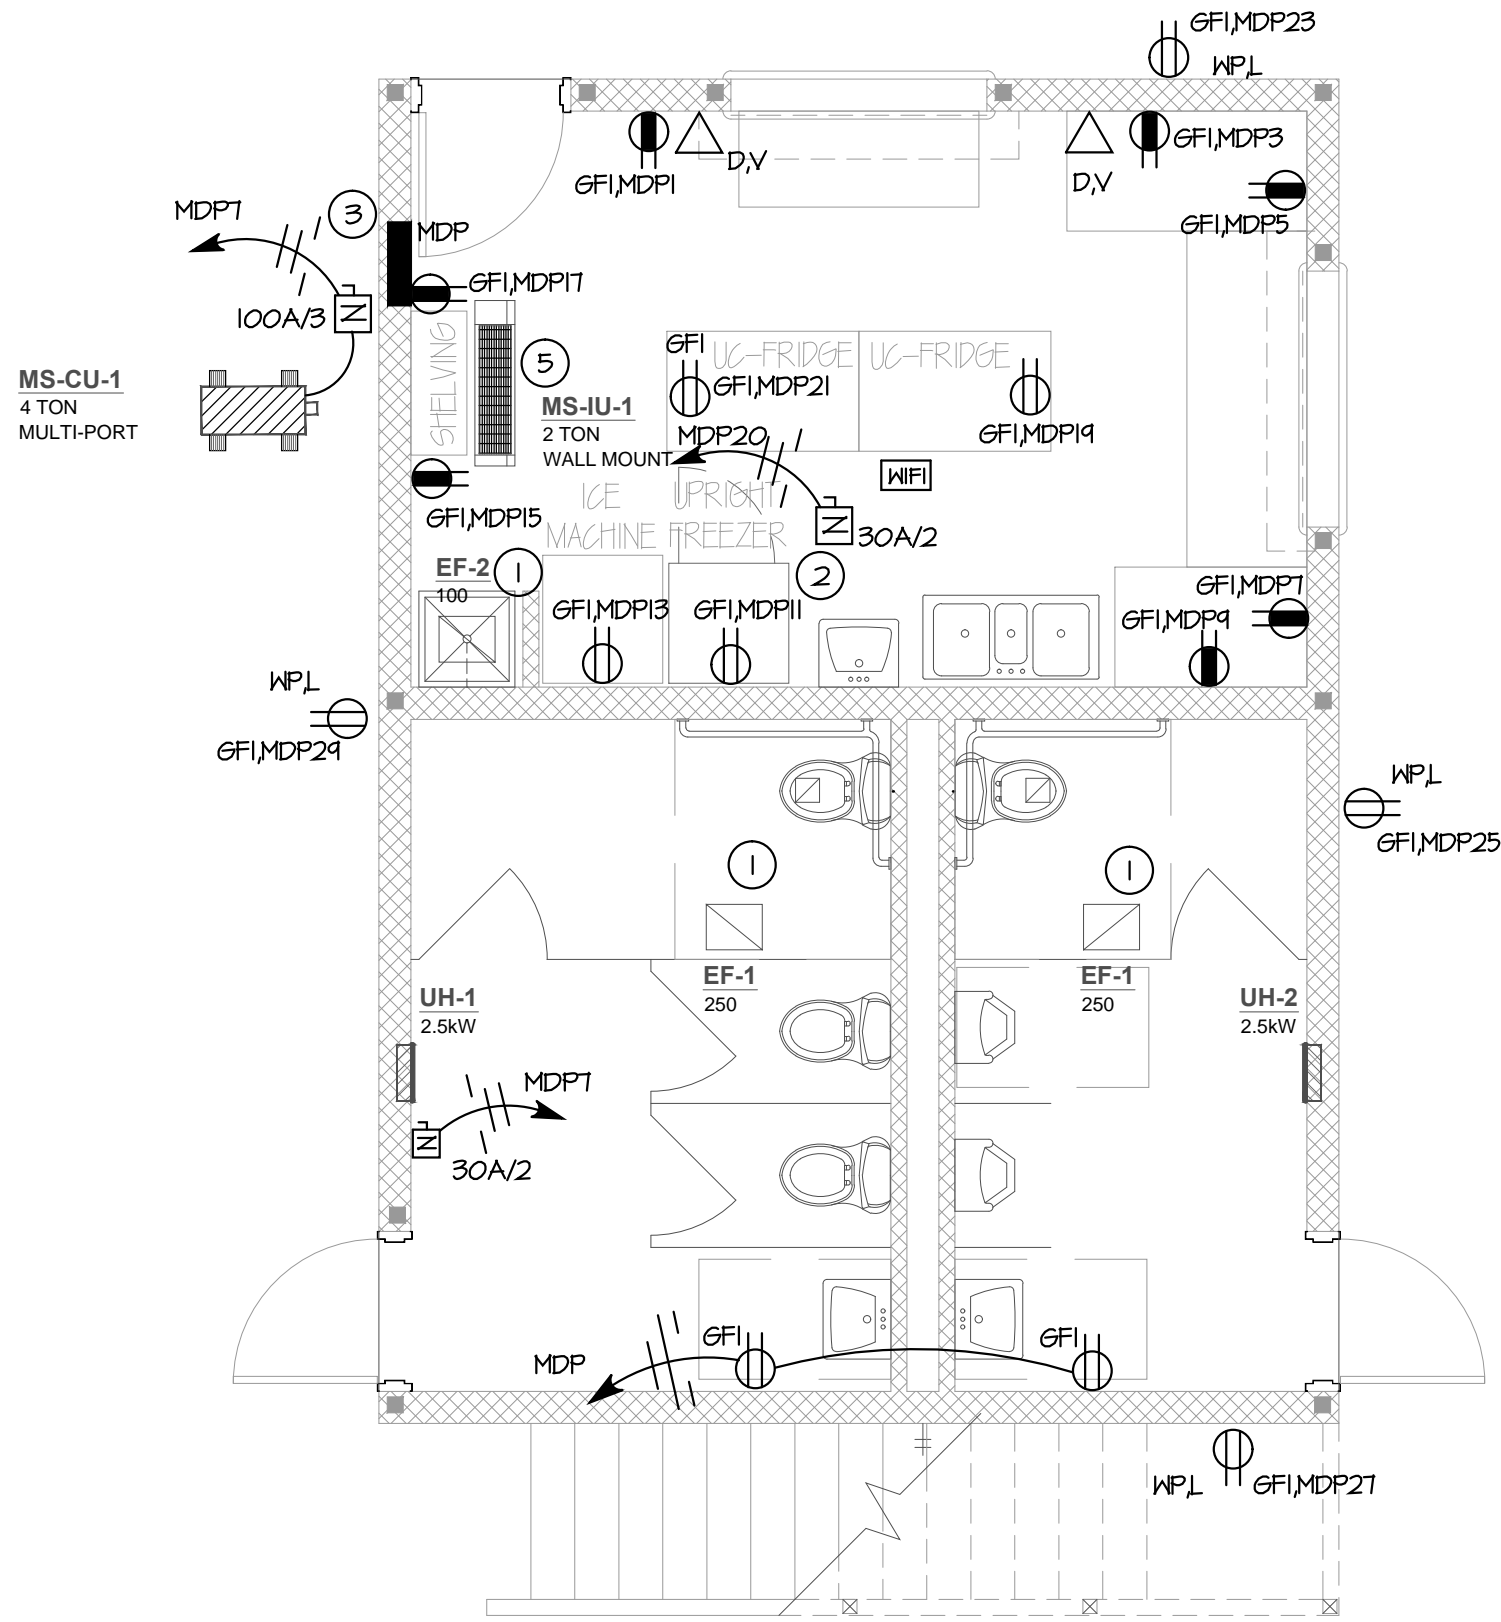 GFI,MDP23
WP,L
GFI,MDP3
D,V
GFI,MDP1
D,V
GFI,MDP5
MDP7
3
MDP
GFI,MDP17
100A/3
MS-CU-1
4 TON
MULTI-PORT
SHELVING
5
MS-IU-1
2 TON
WALL MOUNT
GFI
UC-FRIDGE
UC-FRIDGE
GFI,MDP21
GFI,MDP19
MDP20
WIFI
GFI,MDP15
ICE
MACHINE
UPRIGHT
FREEZER
30A/2
EF-2
100
1
2
GFI,MDP13
GFI,MDP11
GFI,MDP7
GFI,MDP9
WP,L
GFI,MDP29
WP,L
GFI,MDP25
1
1
EF-1
250
EF-1
250
UH-1
2.5kW
UH-2
2.5kW
MDP7
30A/2
MDP
GFI
GFI
WP,L
GFI,MDP27